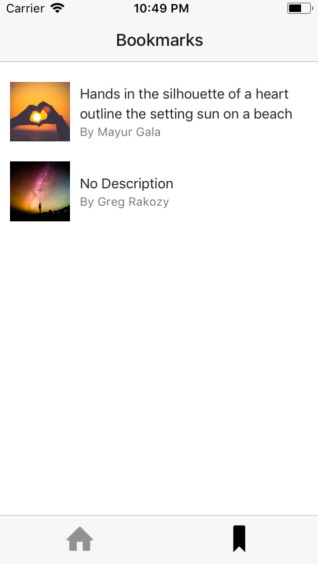 Carrier 10:49 PM
Bookmarks
Hands in the silhouette of a heart
outline the setting sun on a beach
By Mayur Gala
No Description
By Greg Rakozy